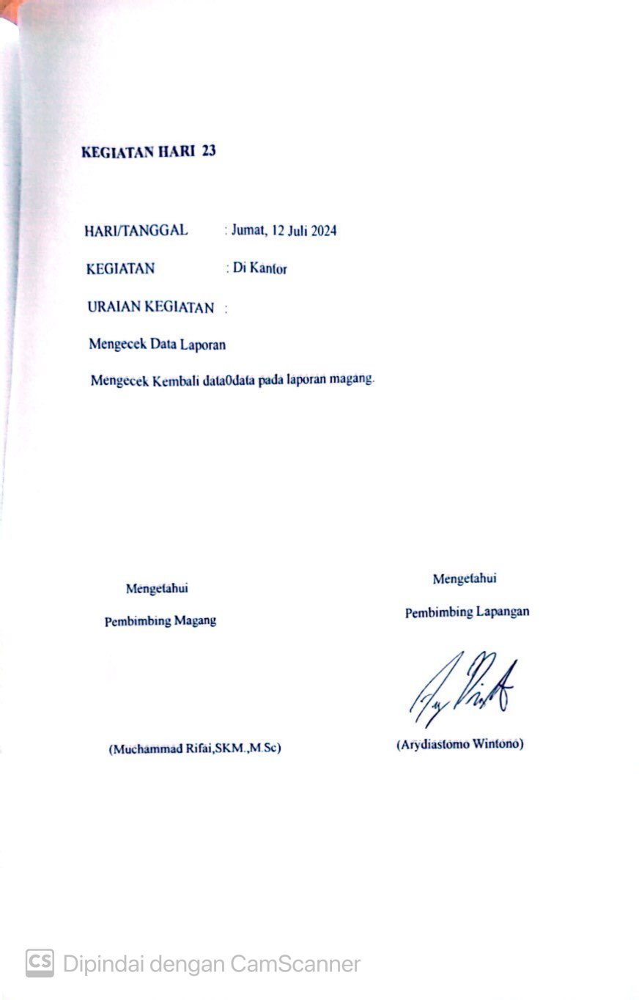 KEGIATAN HARI 23
HARI/TANGGAL : Jumat, 12 Juli 2024
KEGIATAN : Di Kantor
URAIAN KEGIATAN :
Mengecek Data Laporan
Mengecek Kembali data0data pada laporan magang.
Mengetahui Mengetahui
Pembimbing Magang Pembimbing Lapangan
(Muchammad Rifai,SKM.,M.Sc) (Arydiastomo Wintono)
CS Dipindai dengan CamScanner